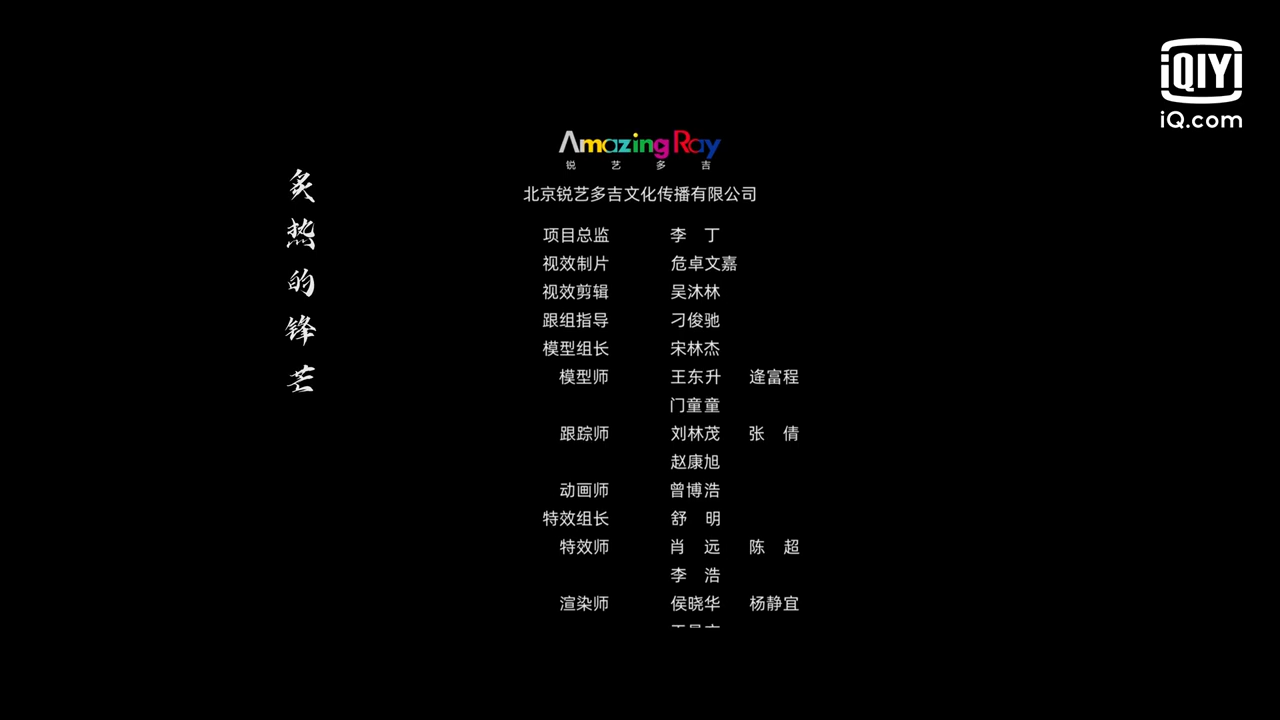 iQIYI
iQ.com
Amazing Ray
锐艺多吉
北京锐艺多吉文化传播有限公司
炙热的锋芒
项目总监 李 丁
视效制片 危卓文嘉
视效剪辑 吴沐林
跟组指导 刁俊驰
模型组长 宋林杰
模型师 王东升 逄富程
门童童
跟踪师 刘林茂 张 倩
赵康旭
动画师 曾博浩
特效组长 舒 明
特效师 肖 远 陈 超
李 浩
渲染师 侯晓华 杨静宜